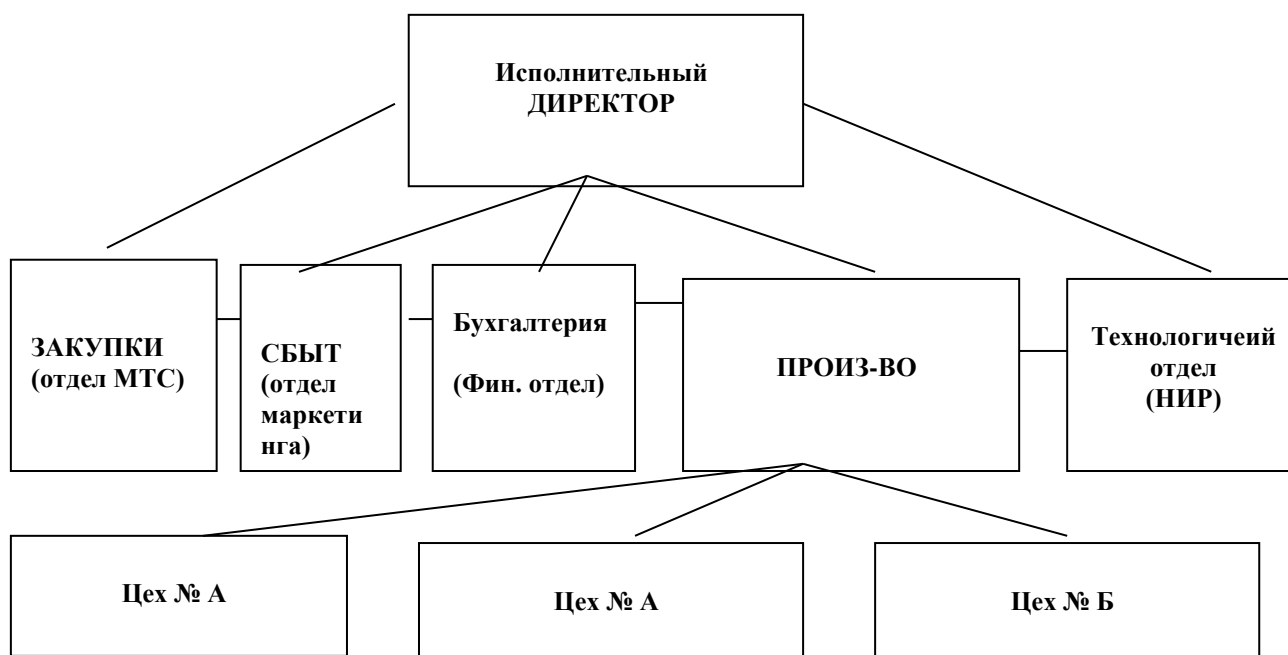 Исполнительный
ДИРЕКТОР
ЗАКУПКИ
(отдел МТС)
СБЫТ
(отдел
маркети
нга)
Бухгалтерия
(Фин. отдел)
ПРОИЗ-ВО
Технологичеий
отдел
(НИР)
Цех № А
Цех № А
Цех № Б